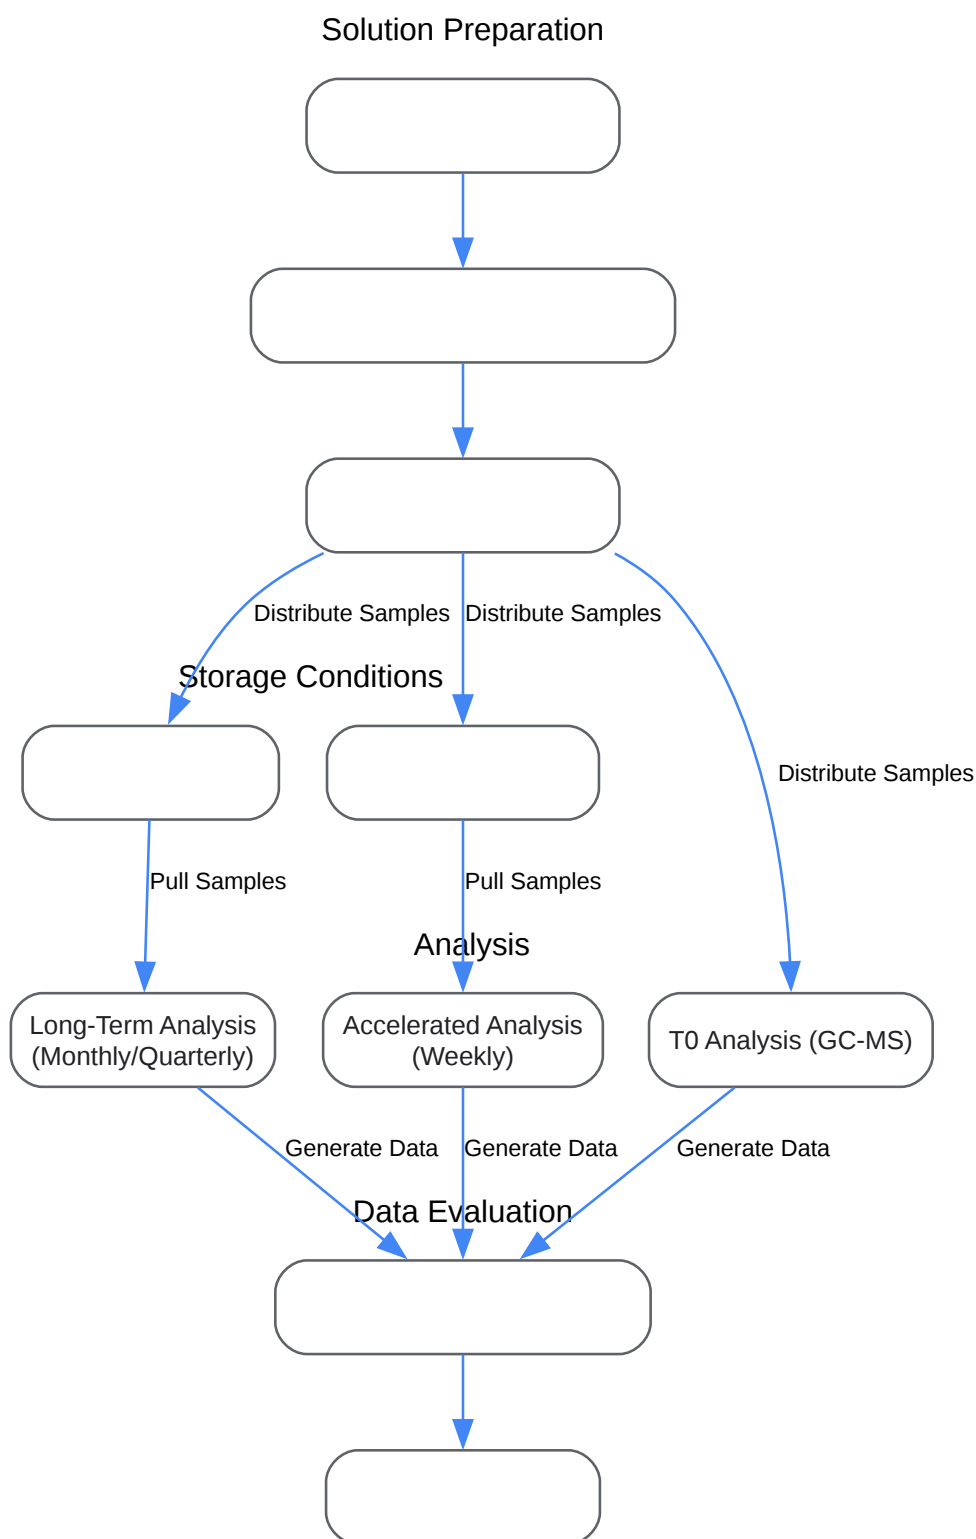 Solution Preparation
Distribute Samples
Distribute Samples
Storage Conditions
Distribute Samples
Pull Samples
Pull Samples
Analysis
Long-Term Analysis
(Monthly/Quarterly)
Accelerated Analysis
(Weekly)
T0 Analysis (GC-MS)
Generate Data
Generate Data
Generate Data
Data Evaluation